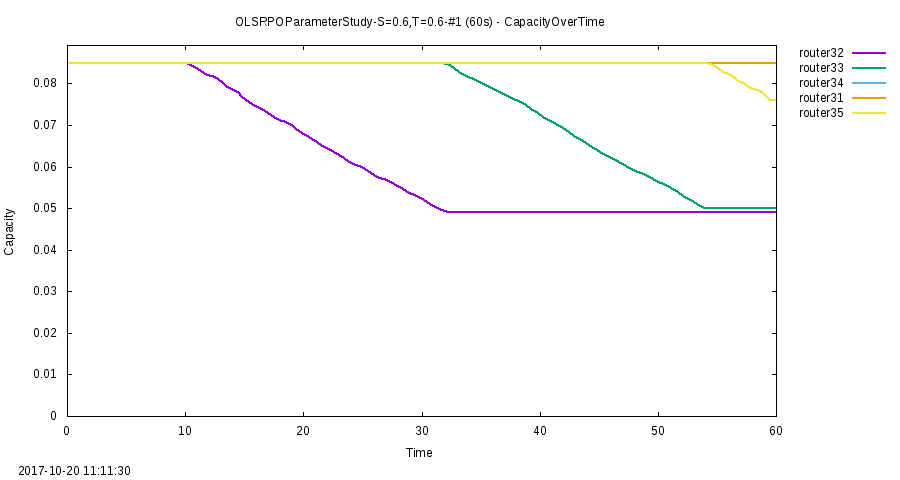 OLSRPOParameterStudy-S=0.6,T=0.6-#1 (60s) - CapacityOverTime
router32
router33
router34
router31
router35
0.08
0.07
0.06
0.05
0.04
0.03
0.02
0.01
0
Capacity
0 10 20 30 40 50 60
Time
2017-10-20 11:11:30